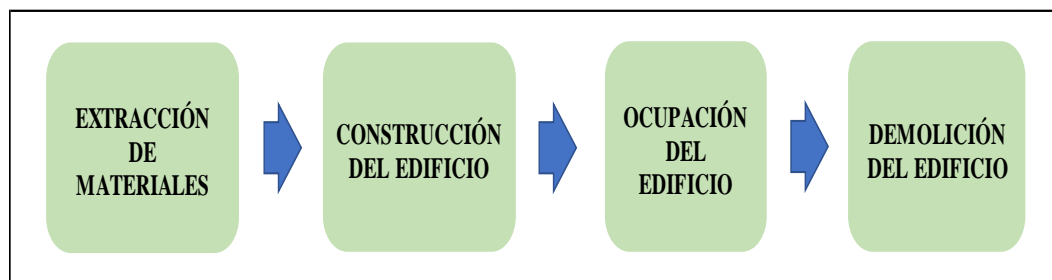 EXTRACCIÓN
DE
MATERIALES
CONSTRUCCIÓN
DEL EDIFICIO
OCUPACIÓN
DEL
EDIFICIO
DEMOLICIÓN
DEL EDIFICIO